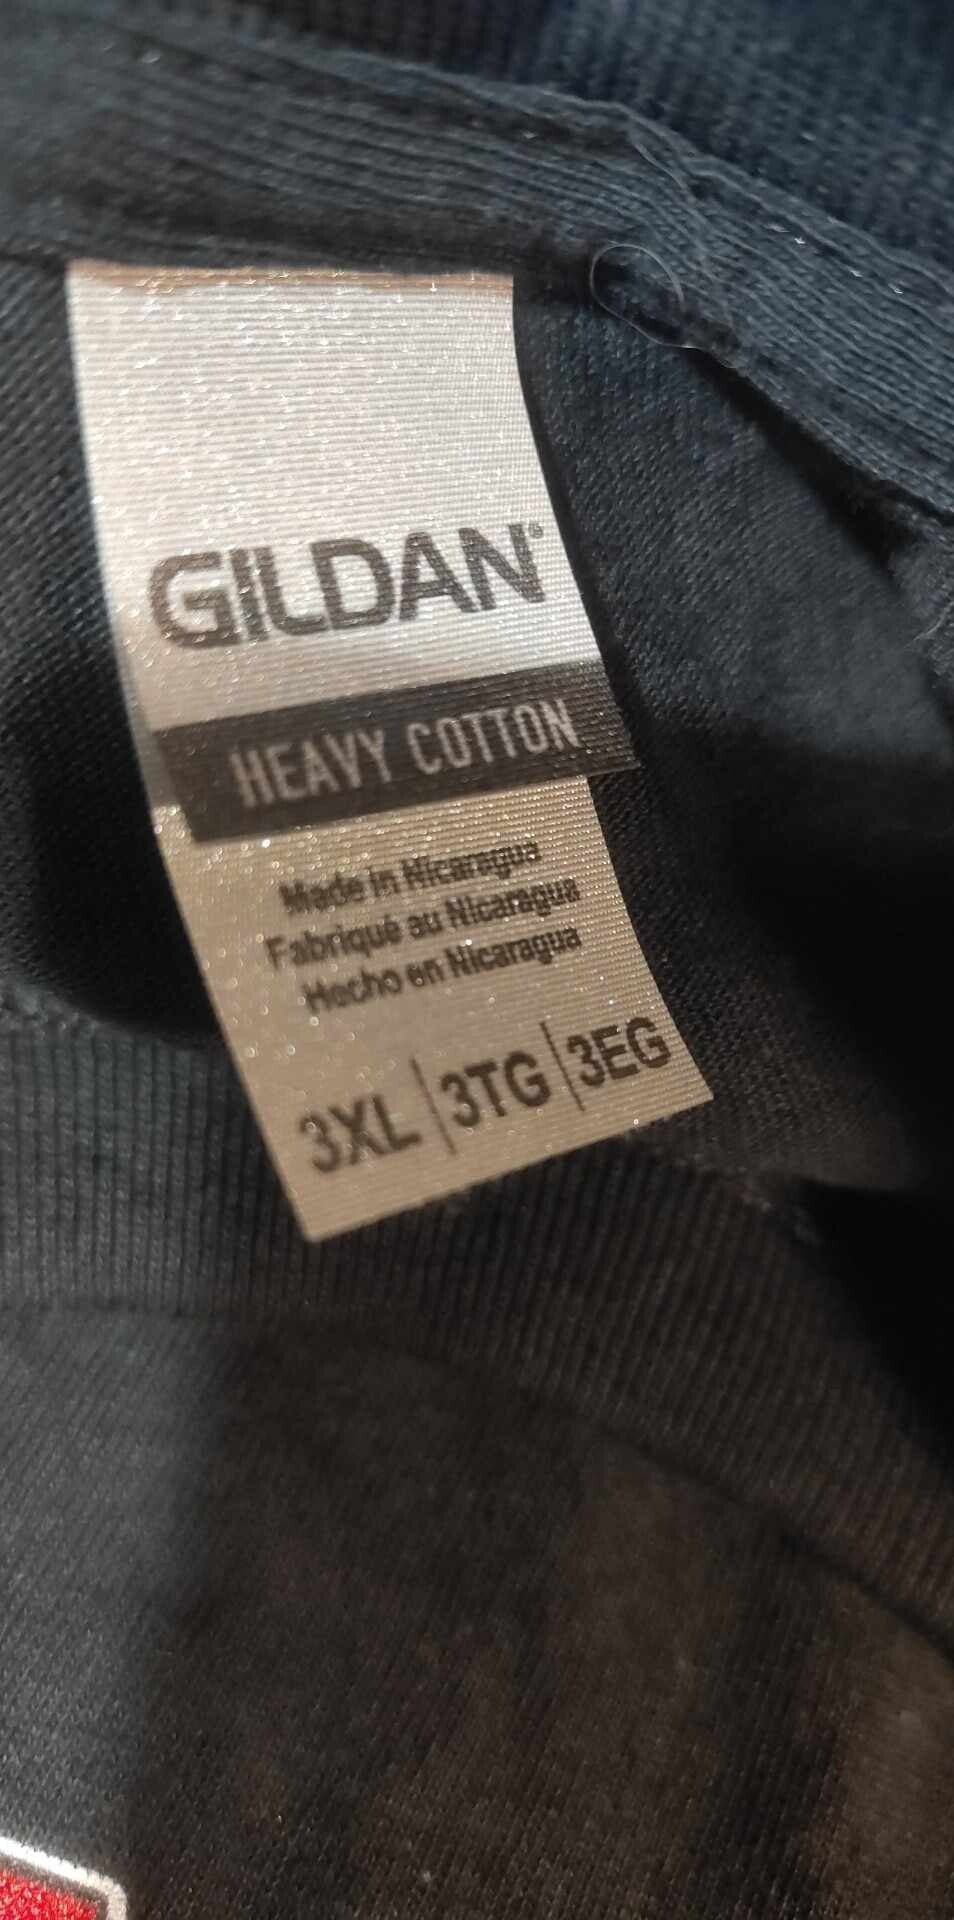 GILDAN®
HEAVY COTTON
Made in Nicaragua
Fabriqué au Nicaragua
Hecho en Nicaragua
3XL | 3TG | 3EG